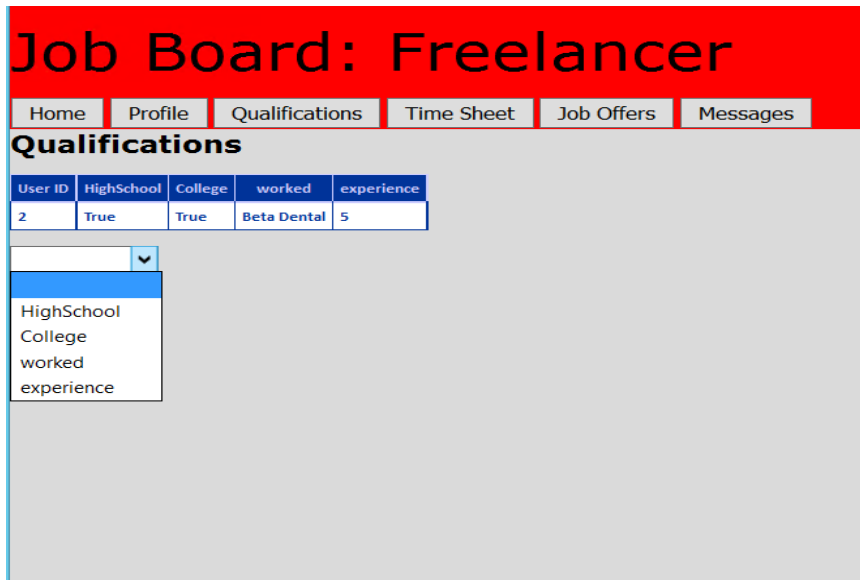 Job Board: Freelancer
Home Profile Qualifications Time Sheet Job Offers Messages
Qualifications
User ID HighSchool College worked experience
2 True True Beta Dental 5
HighSchool
College
worked
experience